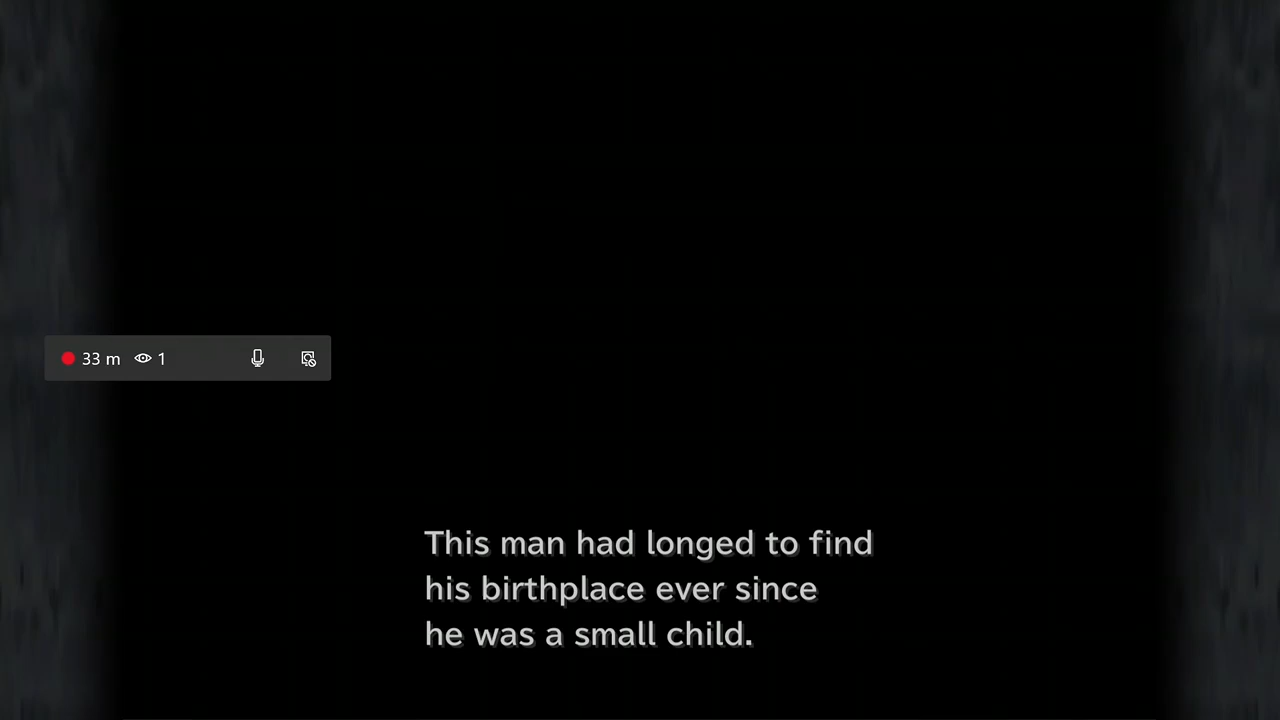 33 m 1
This man had longed to find
his birthplace ever since
he was a small child.